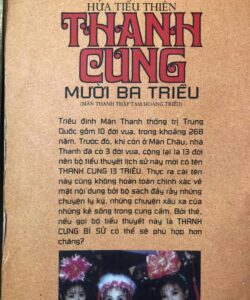 HỨA TIẾU THIÊN
THANH
CUNG
MƯỜI BA TRIỀU
(MÃN THANH THẬP TAM HOÀNG TRIỀU)
Triều đình Mãn Thanh thống trị Trung
Quốc gồm 10 đời vua, trong khoảng 268
năm. Trước đó, khi còn ở Mãn Châu, nhà
Thanh đã có 3 đời vua, cộng lại là 13 đời
nên bộ tiểu thuyết lịch sử này mới có tên
THANH CUNG 13 TRIỀU. Thực ra cái tên
này cũng không hoàn toàn chính xác về
mặt nội dung bởi bộ sách đầy rẫy những
chuyện ly kỳ, những chuyện xấu xa của
những kẻ sống trong cung cấm. Bởi thế,
nếu gọi bộ tiểu thuyết này là THANH
CUNG BÍ SỬ có thể sẽ phù hợp hơn
chăng?